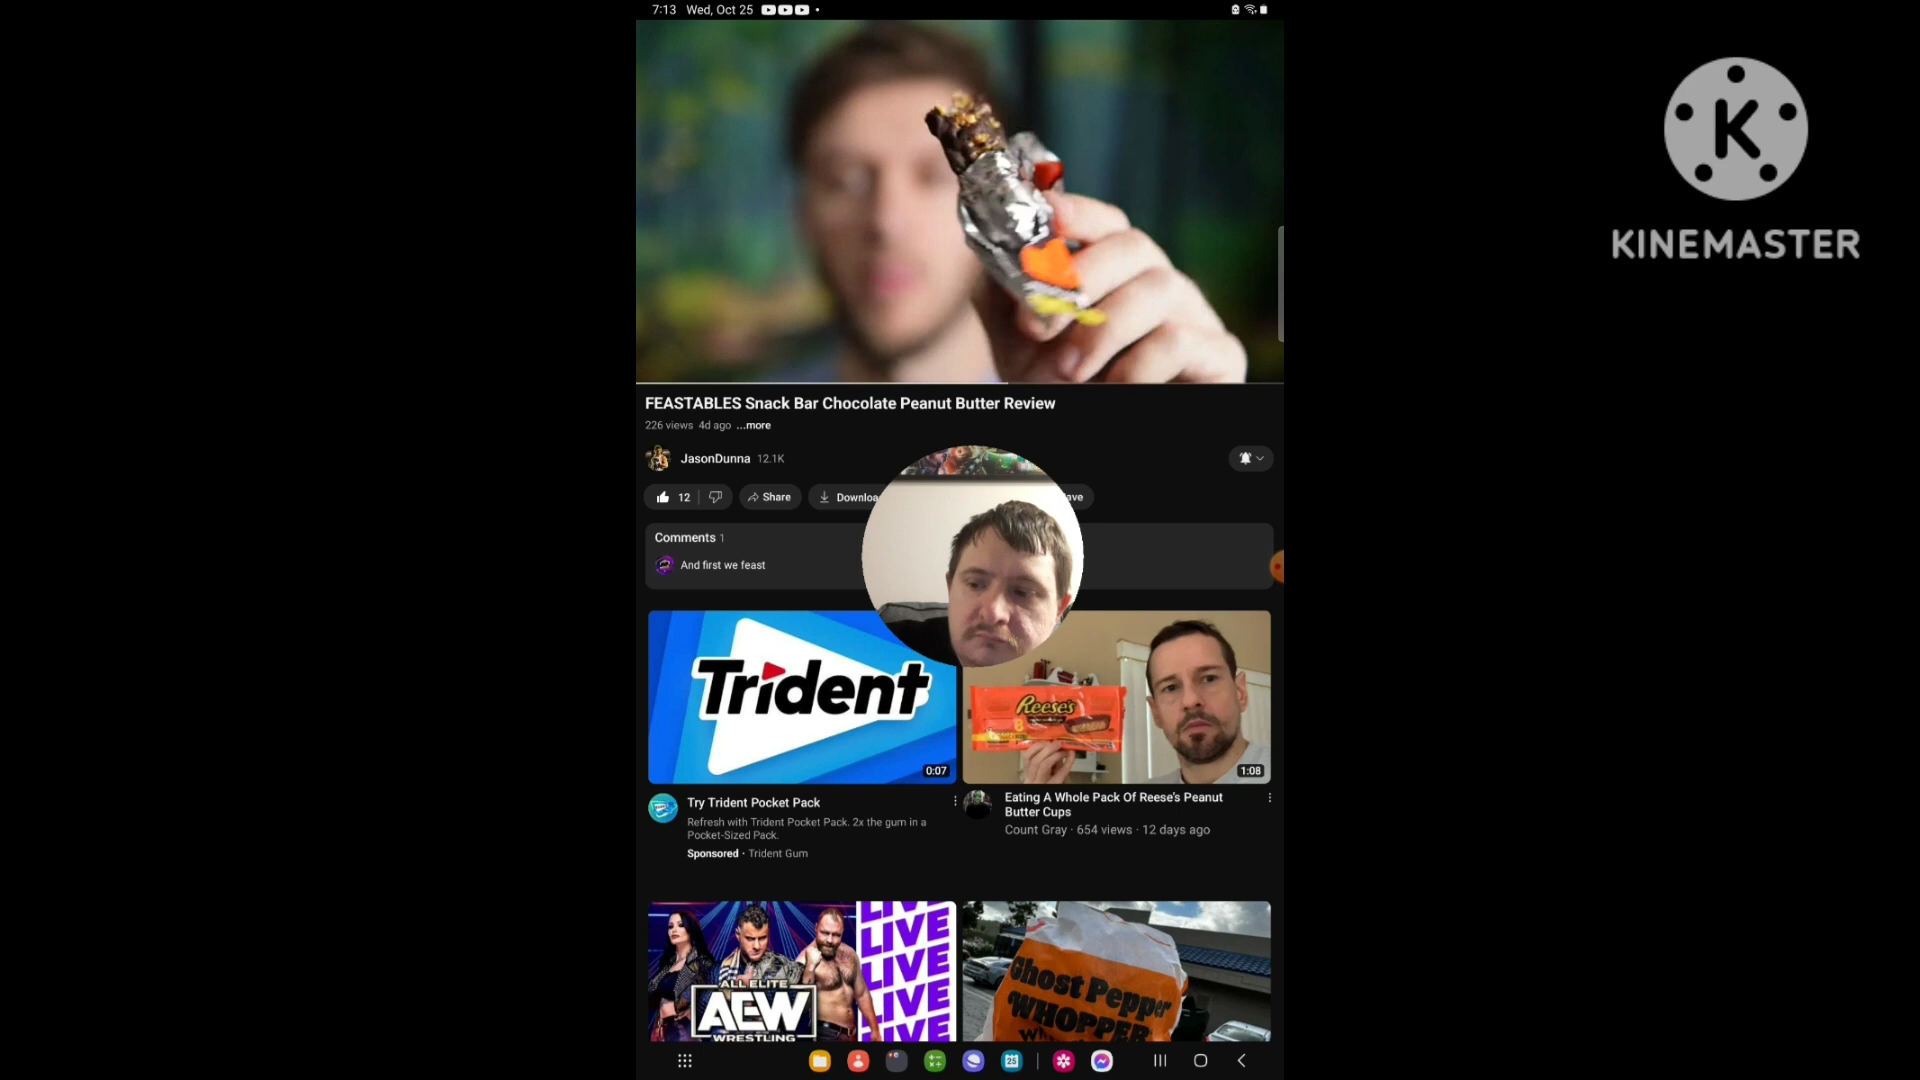 7:13 Wed, Oct 25
K
KINEMASTER
FEASTABLES Snack Bar Chocolate Peanut Butter Review
226 views 4d ago ...more
JasonDunna 12.1K
12 Share Downloa ave
Comments 1
And first we feast
Trident
0:07
Reese's
8
1:08
Try Trident Pocket Pack
Refresh with Trident Pocket Pack. 2x the gum in a
Pocket-Sized Pack.
Sponsored · Trident Gum
Eating A Whole Pack Of Reese's Peanut
Butter Cups
Count Gray · 654 views · 12 days ago
LIVE
LIVE
LIVE
LIVE
LIVE
LIVE
ALL ELITE
AEW
WRESTLING
Ghost Pepper
WHOPPER
25